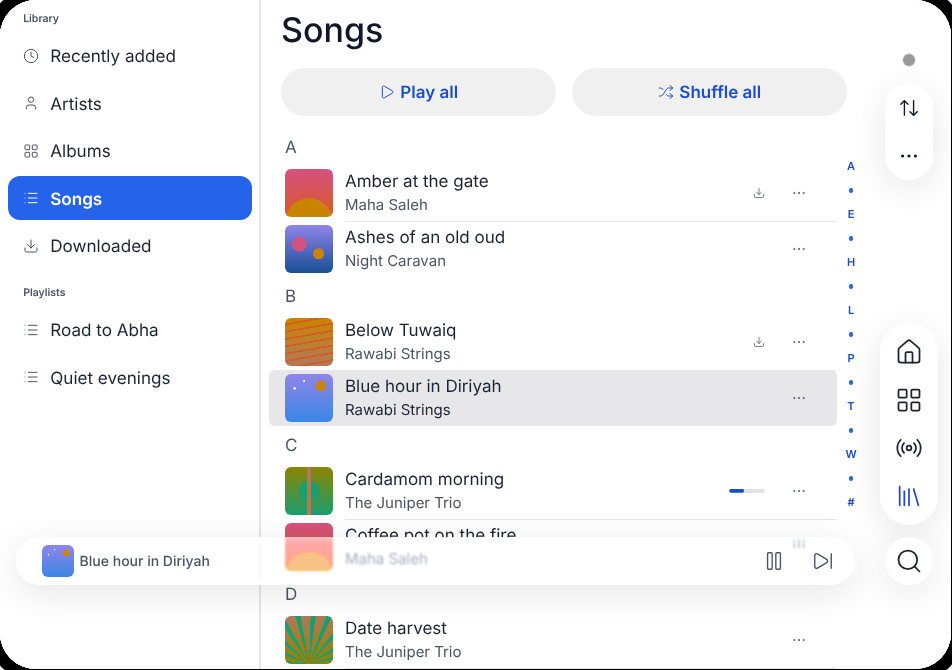 Library
Recently added
Artists
Albums
Songs
Downloaded
Playlists
Road to Abha
Quiet evenings
Songs
Play all
Shuffle all
A
Amber at the gate
Maha Saleh
Ashes of an old oud
Night Caravan
B
Below Tuwaiq
Rawabi Strings
Blue hour in Diriyah
Rawabi Strings
C
Cardamom morning
The Juniper Trio
Coffee pot on the fire
Maha Saleh
D
Date harvest
The Juniper Trio
A
E
H
L
P
T
W
#
Blue hour in Diriyah